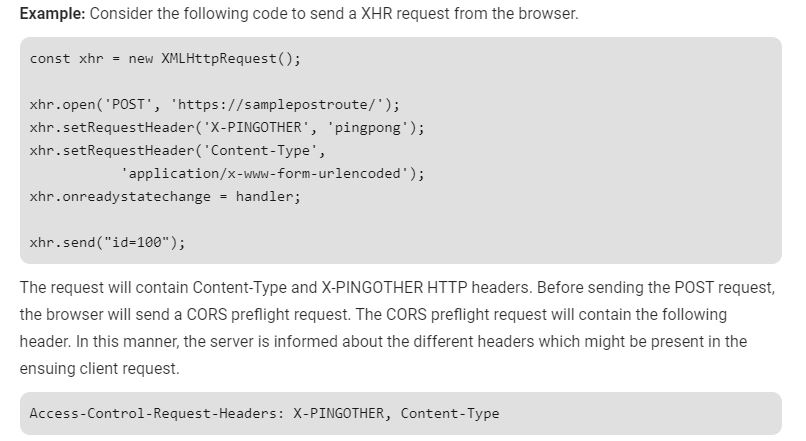 Example: Consider the following code to send a XHR request from the browser.
const xhr = new XMLHttpRequest();
xhr.open('POST', 'https://samplepostroute/');
xhr.setRequestHeader('X-PINGOTHER', 'pingpong');
xhr.setRequestHeader('Content-Type',
'application/x-www-form-urlencoded');
xhr.onreadystatechange = handler;
xhr.send("id=100");
The request will contain Content-Type and X-PINGOTHER HTTP headers. Before sending the POST request,
the browser will send a CORS preflight request. The CORS preflight request will contain the following
header. In this manner, the server is informed about the different headers which might be present in the
ensuing client request.
Access-Control-Request-Headers: X-PINGOTHER, Content-Type